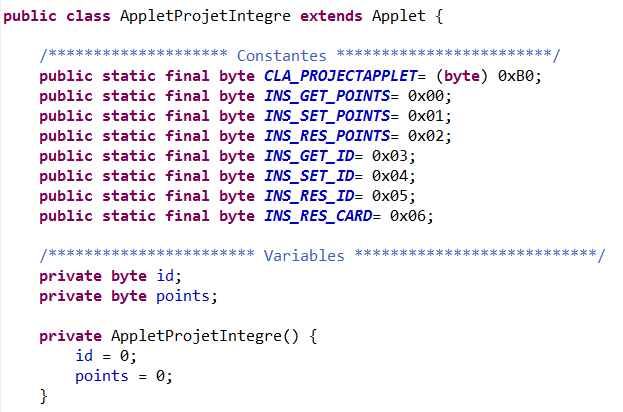 public class AppletProjetIntegre extends Applet {
/******************** Constantes ************************/
public static final byte CLA_PROJECTAPPLET= (byte) 0xB0;
public static final byte INS_GET_POINTS= 0x00;
public static final byte INS_SET_POINTS= 0x01;
public static final byte INS_RES_POINTS= 0x02;
public static final byte INS_GET_ID= 0x03;
public static final byte INS_SET_ID= 0x04;
public static final byte INS_RES_ID= 0x05;
public static final byte INS_RES_CARD= 0x06;
/*********************** Variables ***************************/
private byte id;
private byte points;
private AppletProjetIntegre() {
id = 0;
points = 0;
}